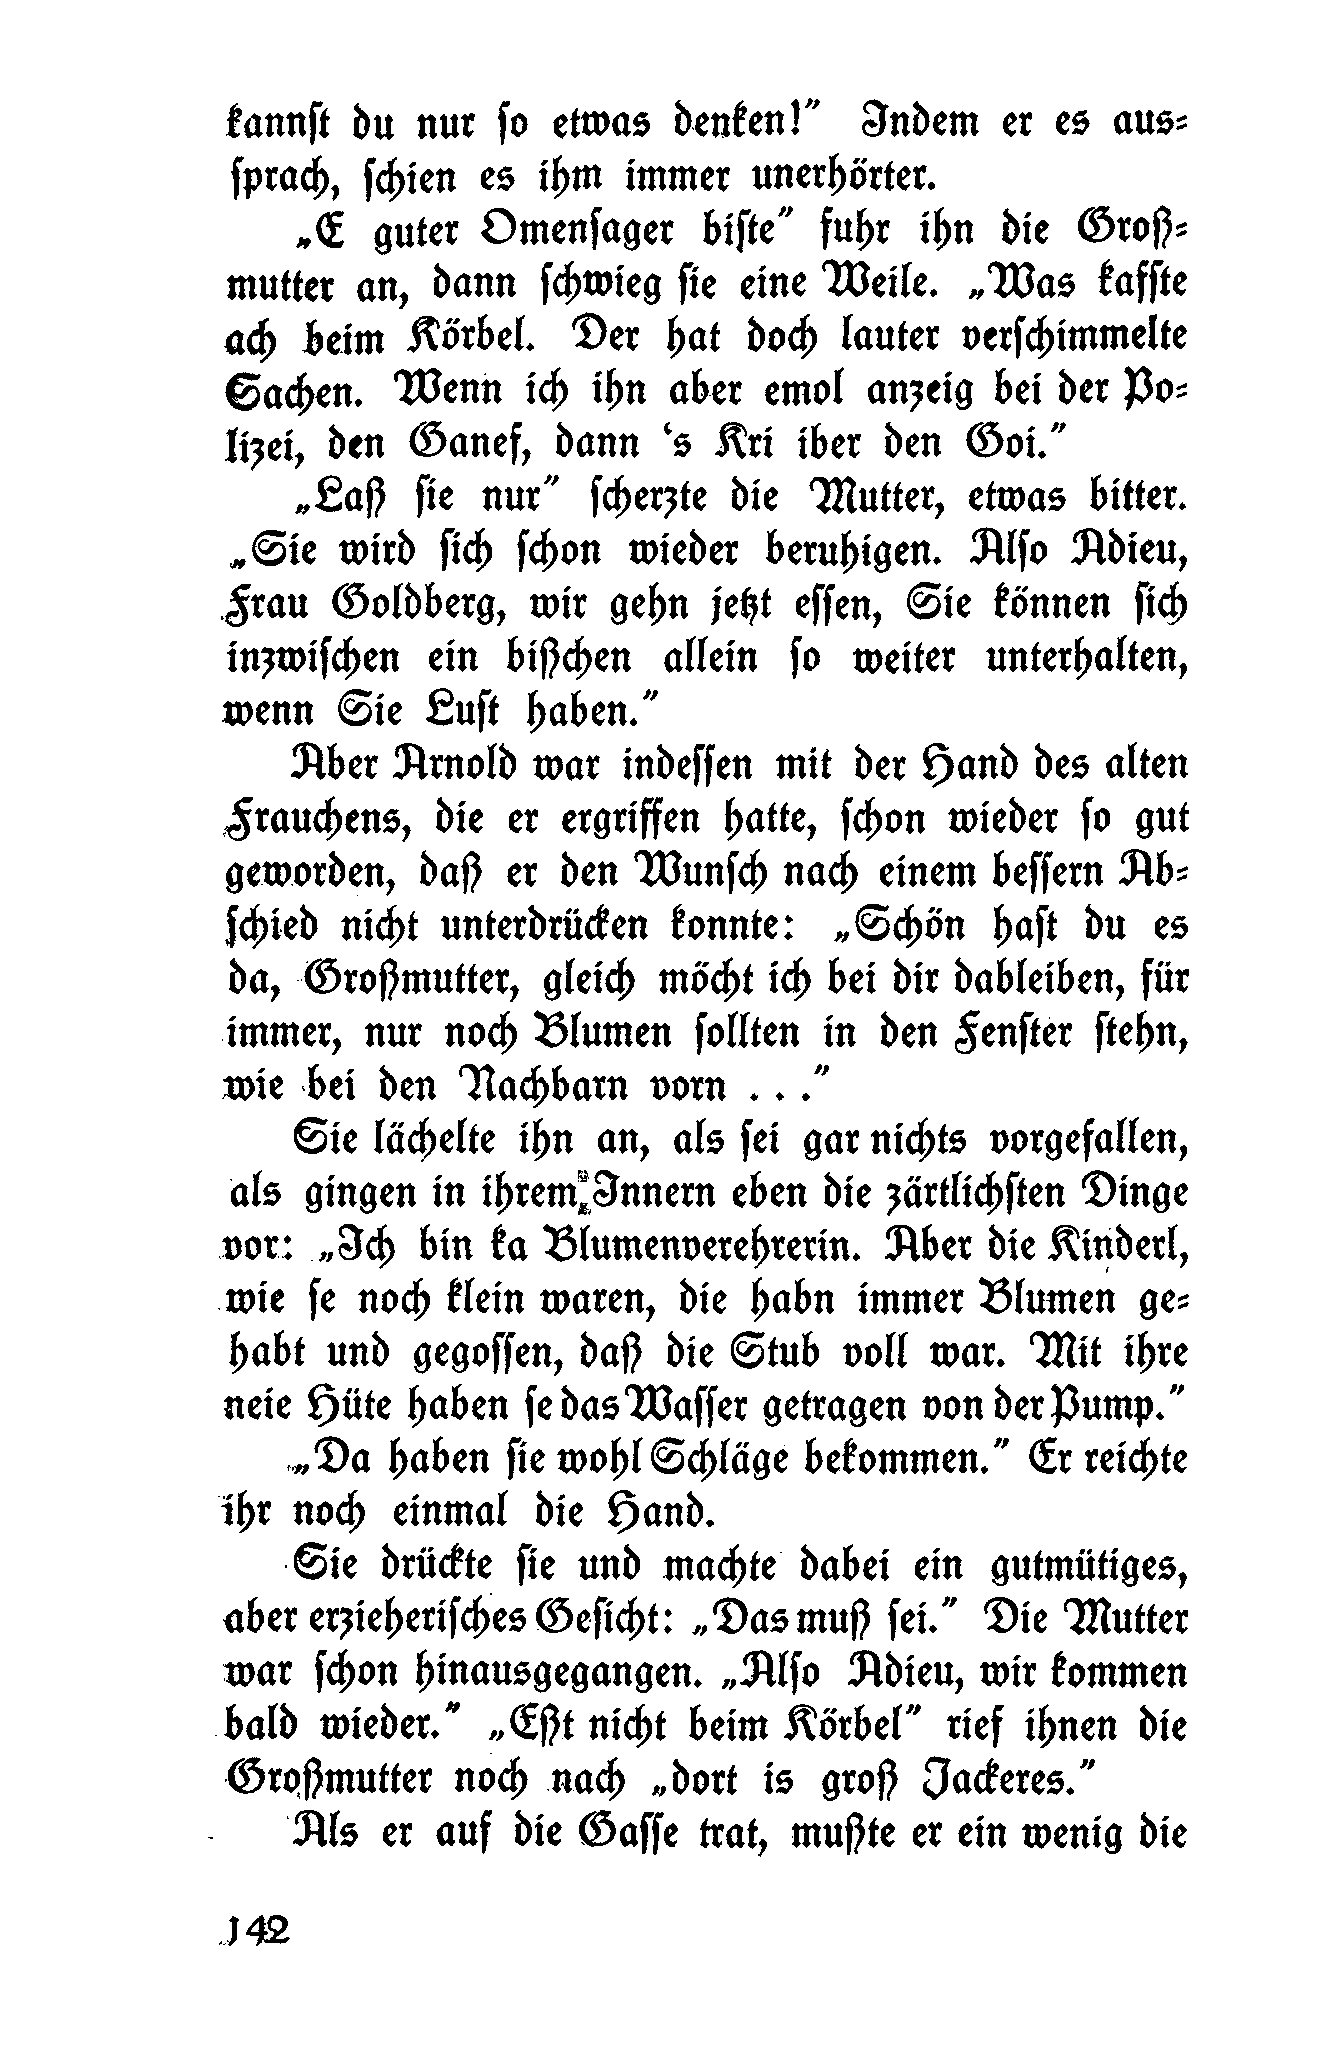 kannst du nur so etwas denken!” Indem er es aus-
sprach, schien es ihm immer unerhörter.
„E guter Omensager biste” fuhr ihn die Groß-
mutter an, dann schwieg sie eine Weile. „Was kafste
ach beim Körbel. Der hat doch lauter verschimmelte
Sachen. Wenn ich ihn aber emol anzeig bei der Po-
lizei, den Ganef, dann ‘s Kri iber den Goi.”
„Laß sie nur” scherzte die Mutter, etwas bitter.
„Sie wird sich schon wieder beruhigen. Also Adieu,
Frau Goldberg, wir gehn jetzt essen, Sie können sich
inzwischen ein bißchen allein so weiter unterhalten,
wenn Sie Lust haben.”
Aber Arnold war indessen mit der Hand des alten
Frauchens, die er ergriffen hatte, schon wieder so gut
geworden, daß er den Wunsch nach einem bessern Ab-
schied nicht unterdrücken konnte: „Schön hast du es
da, Großmutter, gleich möcht ich bei dir dableiben, für
immer, nur noch Blumen sollten in den Fenster stehn,
wie bei den Nachbarn vorn . . .”
Sie lächelte ihn an, als sei gar nichts vorgefallen,
als gingen in ihrem Innern eben die zärtlichsten Dinge
vor: „Ich bin ka Blumenverehrerin. Aber die Kinderl,
wie se noch klein waren, die habn immer Blumen ge-
habt und gegossen, daß die Stub voll war. Mit ihre
neie Hüte haben se das Wasser getragen von der Pump.”
„Da haben sie wohl Schläge bekommen.” Er reichte
ihr noch einmal die Hand.
Sie drückte sie und machte dabei ein gutmütiges,
aber erzieherisches Gesicht: „Das muß sei.” Die Mutter
war schon hinausgegangen. „Also Adieu, wir kommen
bald wieder.” „Eßt nicht beim Körbel” rief ihnen die
Großmutter noch nach „dort is groß Jackeres.”
Als er auf die Gasse trat, mußte er ein wenig die
142